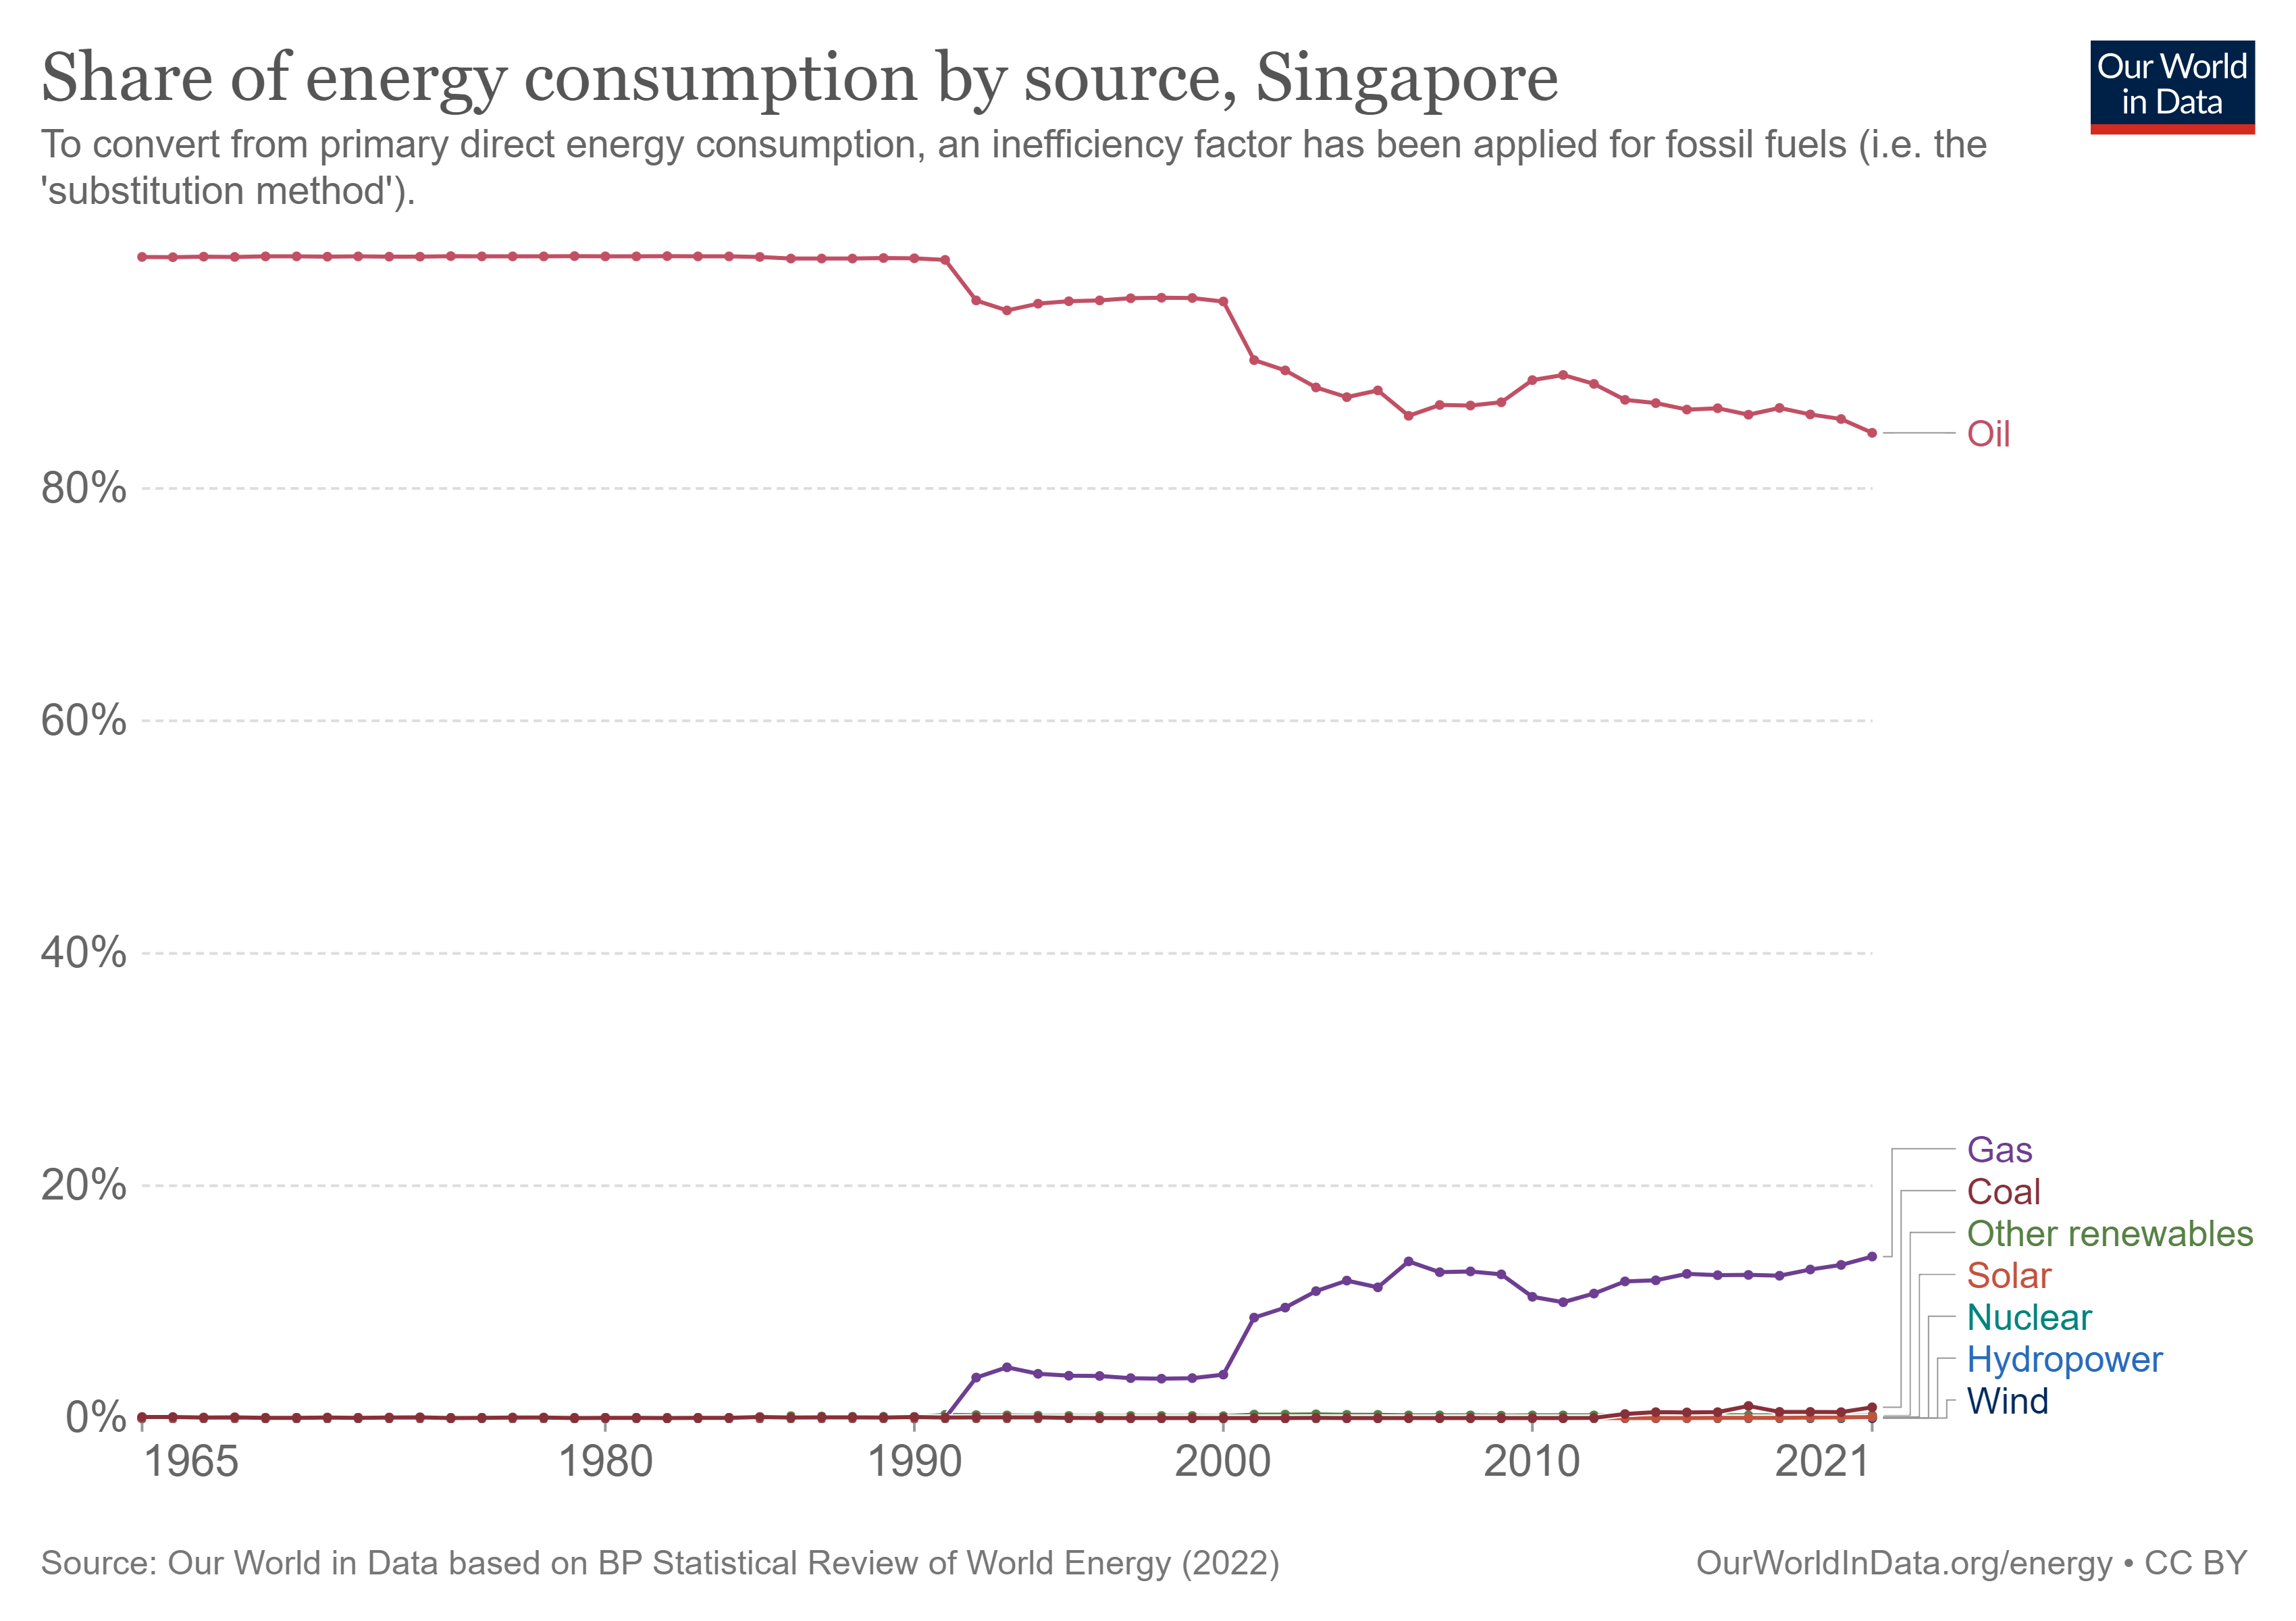 Share of energy consumption by source, Singapore
Our World
in Data
To convert from primary direct energy consumption, an inefficiency factor has been applied for fossil fuels (i.e. the
'substitution method').
Oil
80%
60%
40%
20%
0%
Gas
Coal
Other renewables
Solar
Nuclear
Hydropower
Wind
1965
1980
1990
2000
2010
2021
Source: Our World in Data based on BP Statistical Review of World Energy (2022)
OurWorldInData.org/energy • CC BY